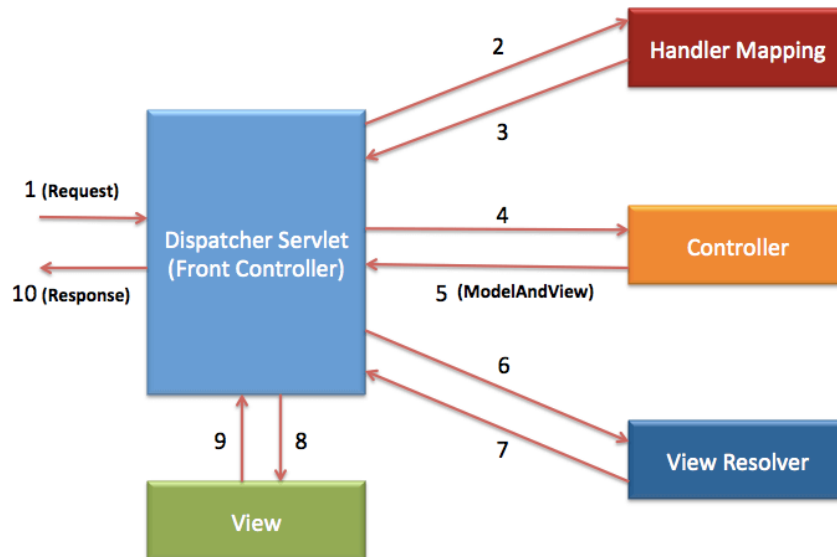 2
Handler Mapping
3
1 (Request)
4
Dispatcher Servlet
(Front Controller)
Controller
10 (Response)
5 (ModelAndView)
6
9
8
7
View Resolver
View